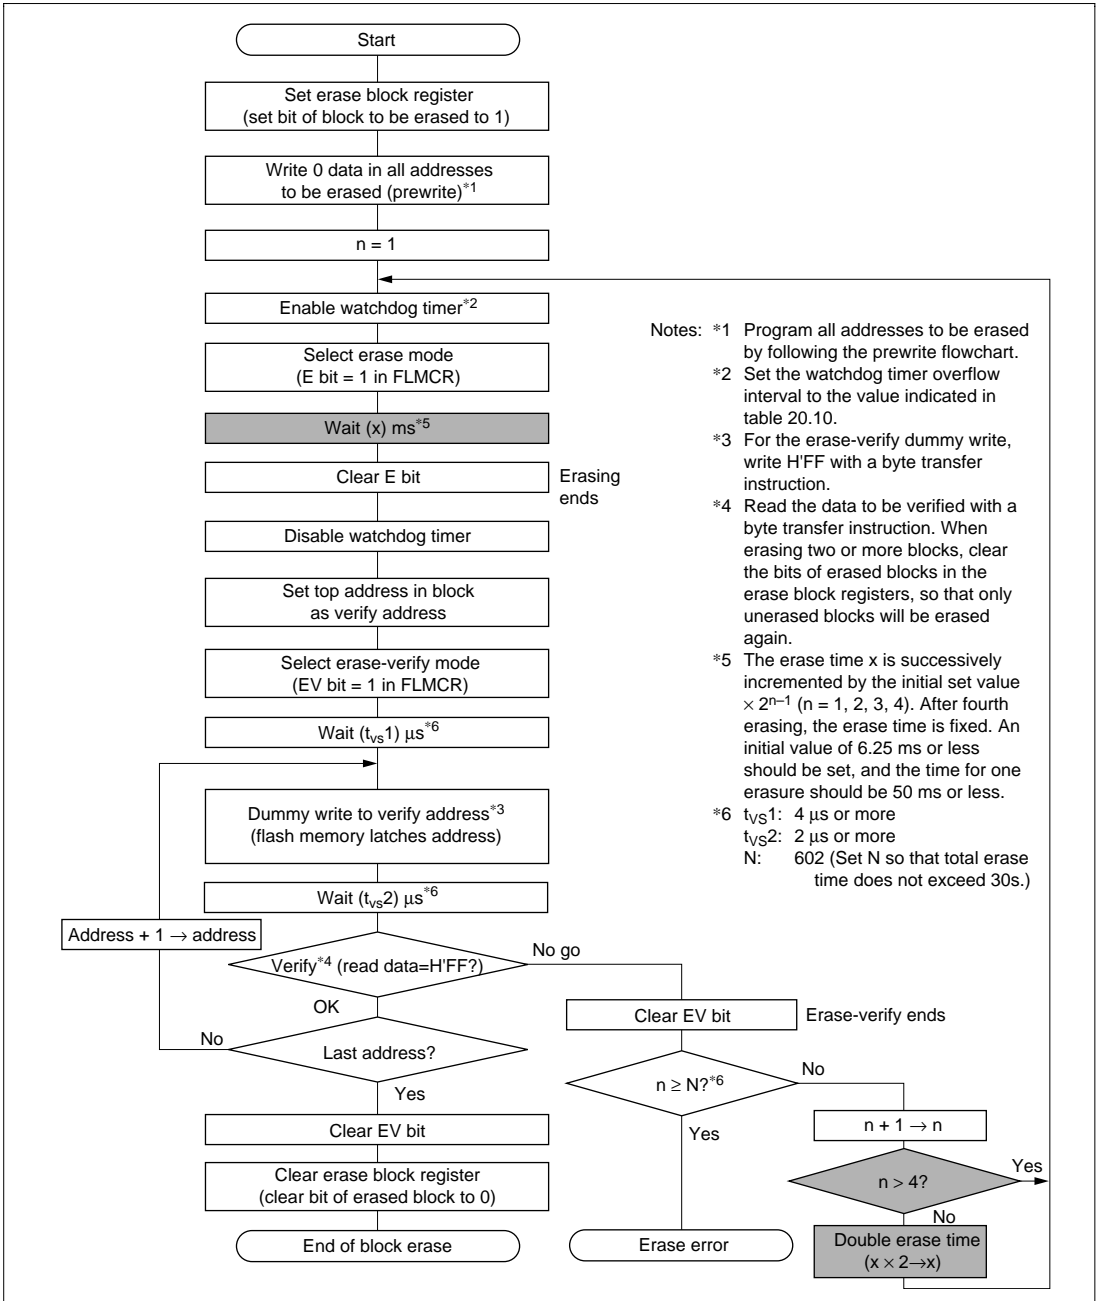 Start
Set erase block register
(set bit of block to be erased to 1)
Write 0 data in all addresses
to be erased (prewrite)*1
n = 1
Enable watchdog timer*2
Select erase mode
(E bit = 1 in FLMCR)
Wait (x) ms*5
Clear E bit
Erasing
ends
Disable watchdog timer
Set top address in block
as verify address
Select erase-verify mode
(EV bit = 1 in FLMCR)
Wait (tvs1) μs*6
Dummy write to verify address*3
(flash memory latches address)
Wait (tvs2) μs*6
Address + 1 → address
Verify*4 (read data=H'FF?)
No go
OK
Last address?
No
Yes
Clear EV bit
Clear erase block register
(clear bit of erased block to 0)
End of block erase
Clear EV bit
Erase-verify ends
n ≥ N?*6
No
Yes
Erase error
n + 1 → n
n > 4?
Yes
No
Double erase time
(x × 2→x)
Notes: *1 Program all addresses to be erased
by following the prewrite flowchart.
*2 Set the watchdog timer overflow
interval to the value indicated in
table 20.10.
*3 For the erase-verify dummy write,
write H'FF with a byte transfer
instruction.
*4 Read the data to be verified with a
byte transfer instruction. When
erasing two or more blocks, clear
the bits of erased blocks in the
erase block registers, so that only
unerased blocks will be erased
again.
*5 The erase time x is successively
incremented by the initial set value
× 2n–1 (n = 1, 2, 3, 4). After fourth
erasing, the erase time is fixed. An
initial value of 6.25 ms or less
should be set, and the time for one
erasure should be 50 ms or less.
*6 tVS1: 4 μs or more
tVS2: 2 μs or more
N: 602 (Set N so that total erase
time does not exceed 30s.)